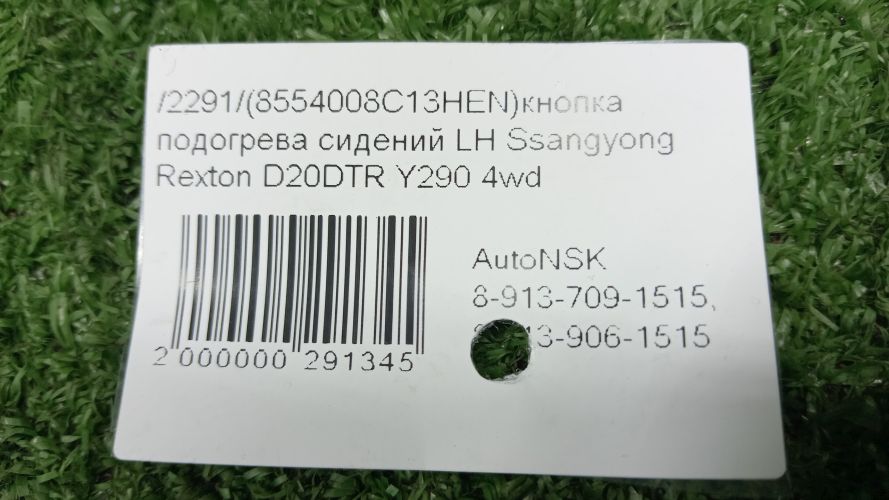 /2291/(8554008C13HEN)кнопка
подогрева сидений LH Ssangyong
Rexton D20DTR Y290 4wd
AutoNSK
8-913-709-1515,
13-906-1515
2 000000 291345